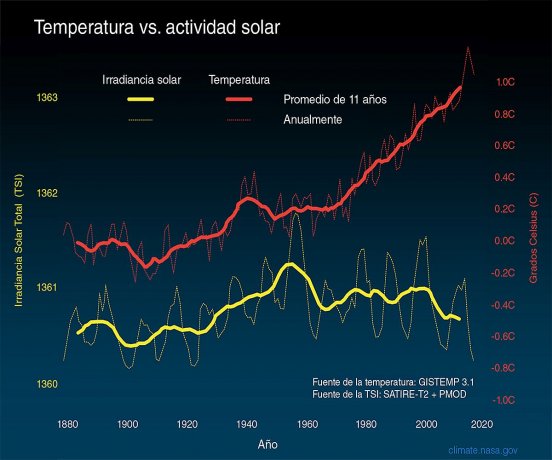 Temperatura vs. actividad solar
Irradiancia solar Temperatura
Promedio de 11 años
Anualmente
1363
1362
1361
1360
Irradiancia Solar Total (TSI)
1.0C
0.8C
0.6C
0.4C
0.2C
0.0C
-0.2C
-0.4C
-0.6C
-0.8C
-1.0C
Grados Celsius (C)
Fuente de la temperatura: GISTEMP 3.1
Fuente de la TSI: SATIRE-T2 + PMOD
1880 1900 1920 1940 1960 1980 2000 2020
Año
climate.nasa.gov